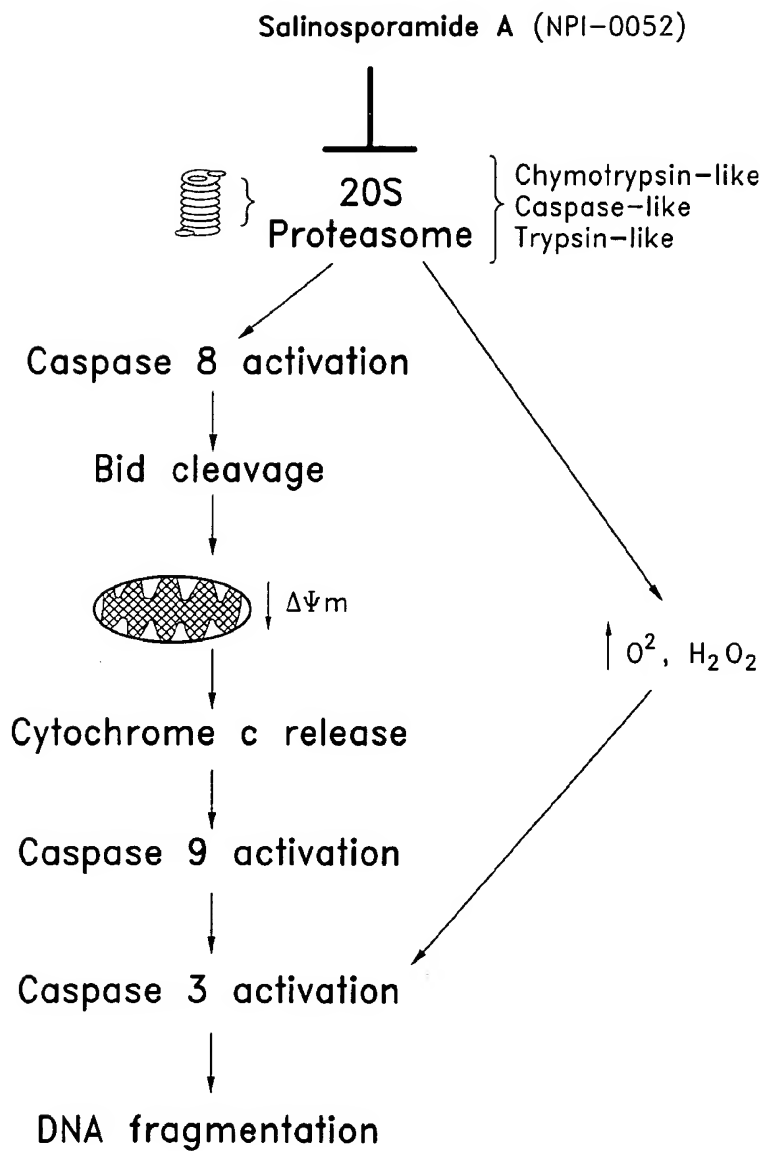 Salinosporamide A (NPI-0052)
20S
Proteasome
Chymotrypsin-like
Caspase-like
Trypsin-like
Caspase 8 activation
Bid cleavage
↓ ΔΨm
↑ O², H₂O₂
Cytochrome c release
Caspase 9 activation
Caspase 3 activation
DNA fragmentation